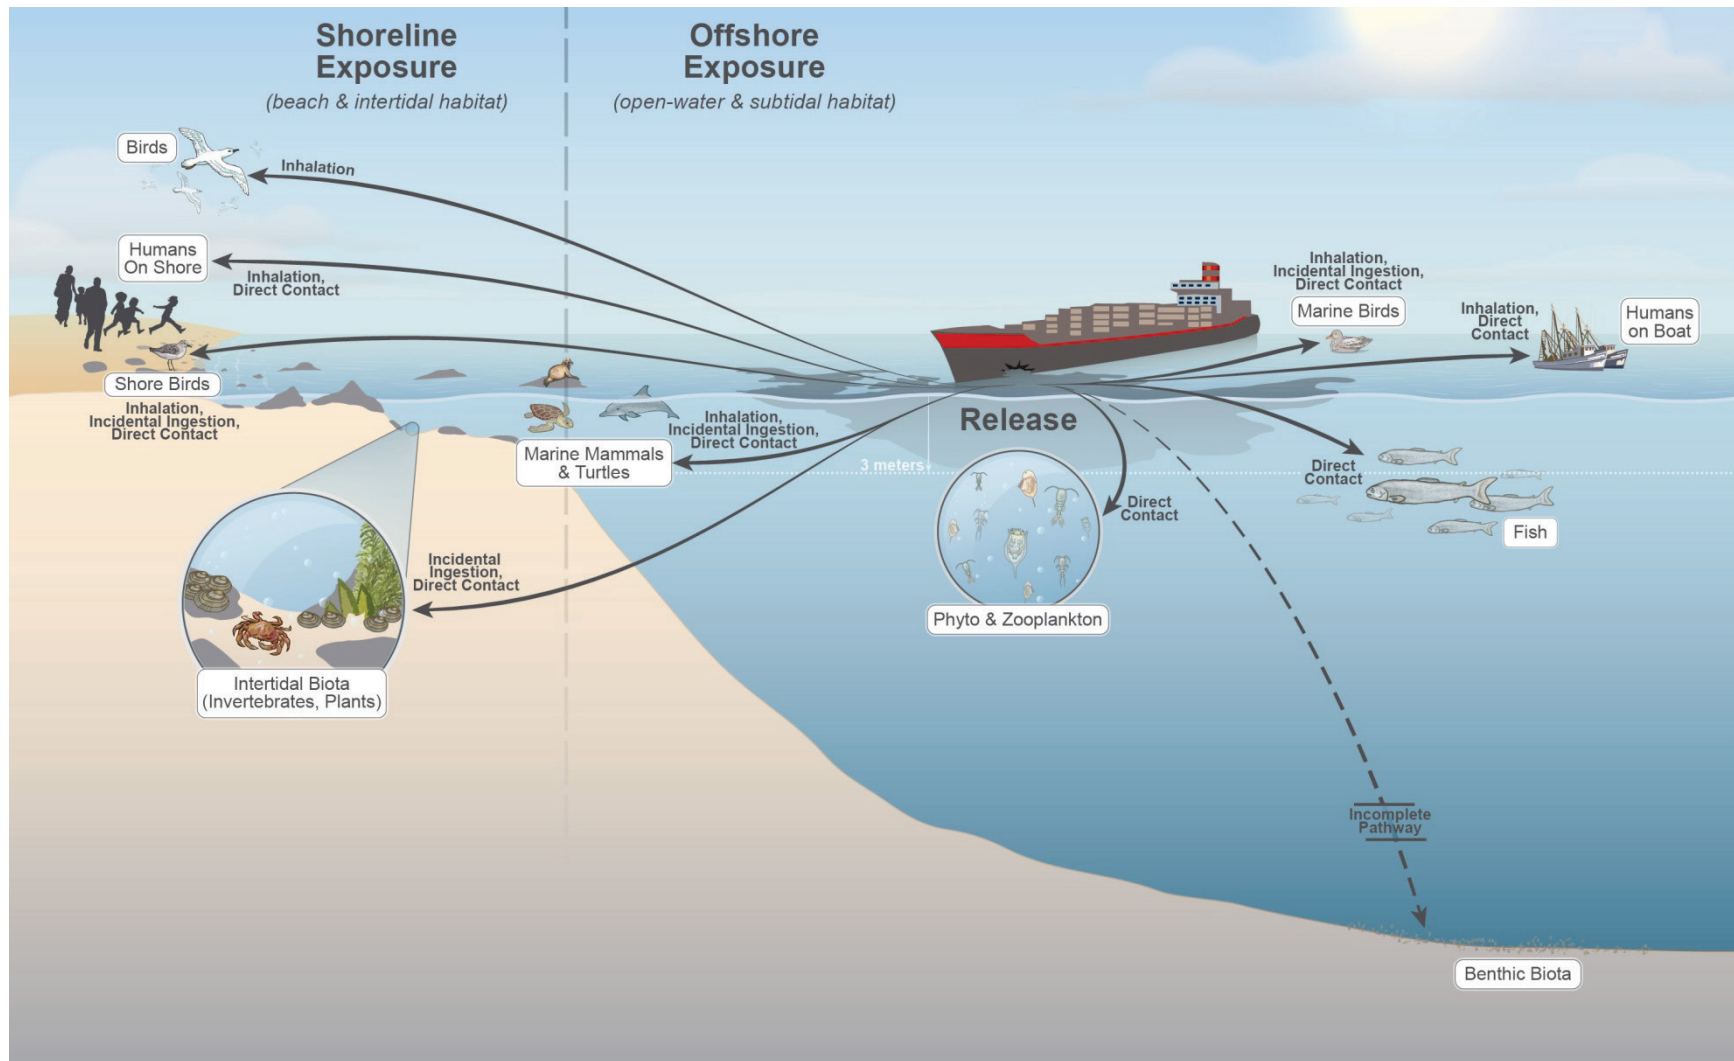 Shoreline
Exposure
(beach & intertidal habitat)
Offshore
Exposure
(open-water & subtidal habitat)
Birds
Inhalation
Humans
On Shore
Inhalation,
Direct Contact
Shore Birds
Inhalation,
Incidental Ingestion,
Direct Contact
Marine Mammals
& Turtles
Inhalation,
Incidental Ingestion,
Direct Contact
Incidental
Ingestion,
Direct Contact
Intertidal Biota
(Invertebrates, Plants)
Release
3 meters
Direct
Contact
Phyto & Zooplankton
Inhalation,
Incidental Ingestion,
Direct Contact
Marine Birds
Inhalation,
Direct
Contact
Humans
on Boat
Direct
Contact
Fish
Incomplete
Pathway
Benthic Biota